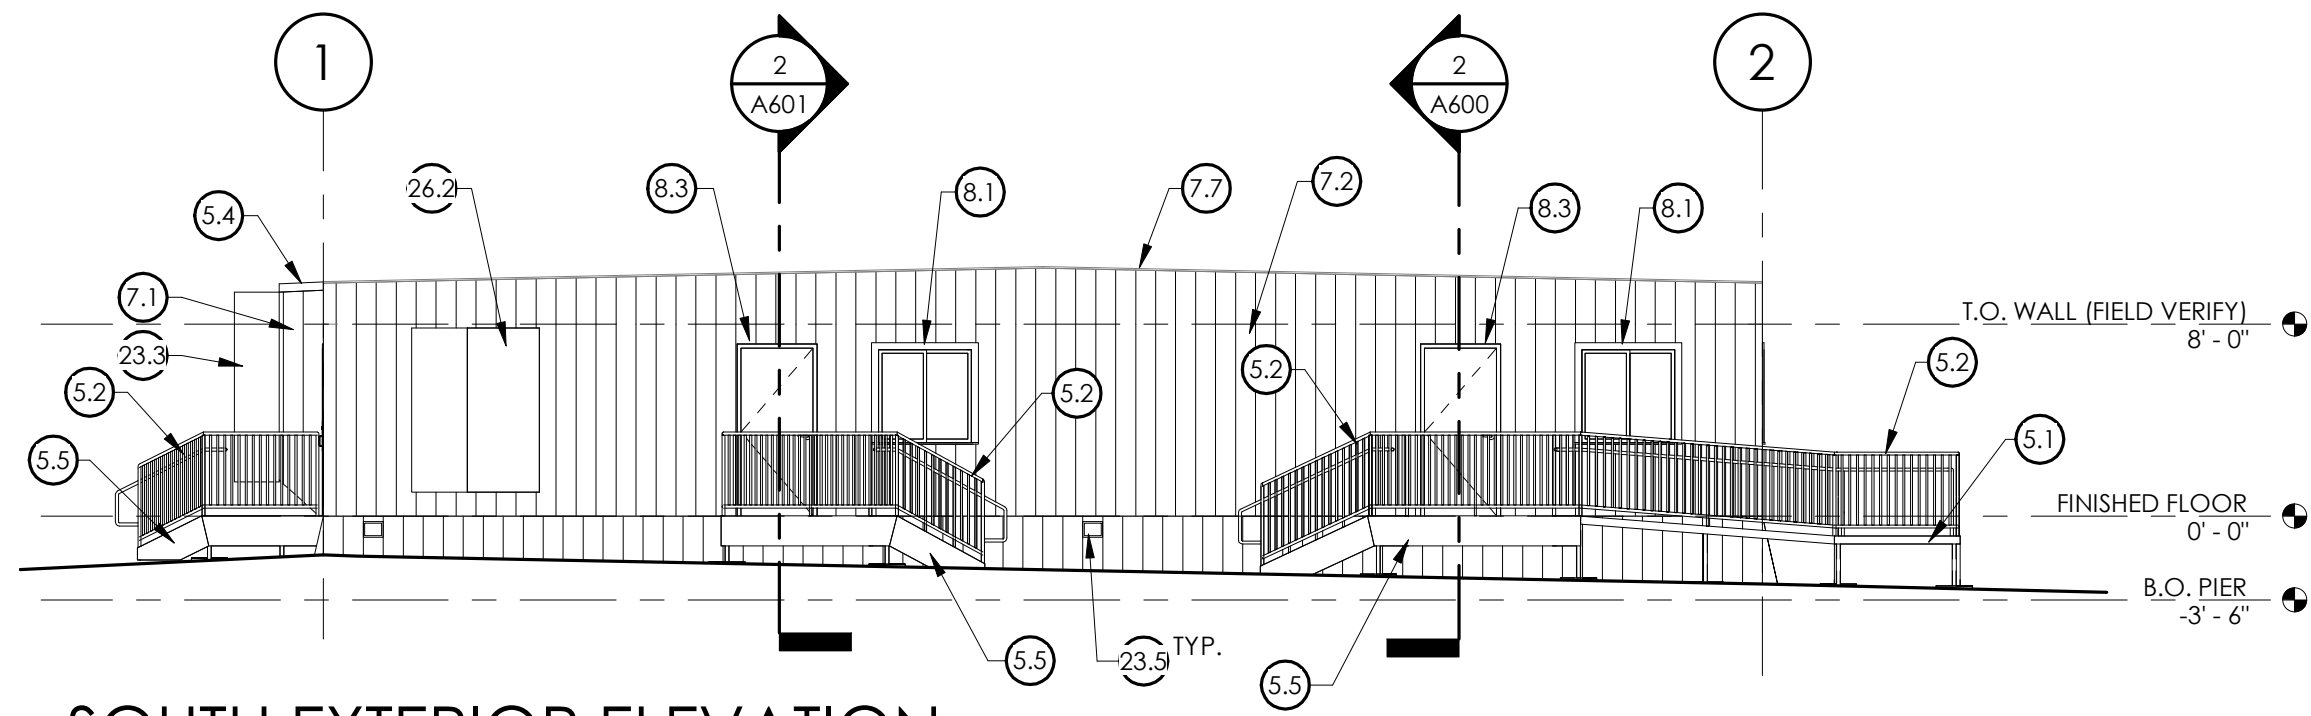 1
2
A601
2
A600
2
5.4
26.2
8.3
8.1
7.7
7.2
8.3
8.1
7.1
23.3
5.2
5.5
5.2
5.2
T.O. WALL (FIELD VERIFY)
8' - 0"
5.2
5.1
FINISHED FLOOR
0' - 0"
B.O. PIER
-3' - 6"
5.5
23.5
TYP.
5.5
SOUTH EXTERIOR ELEVATION